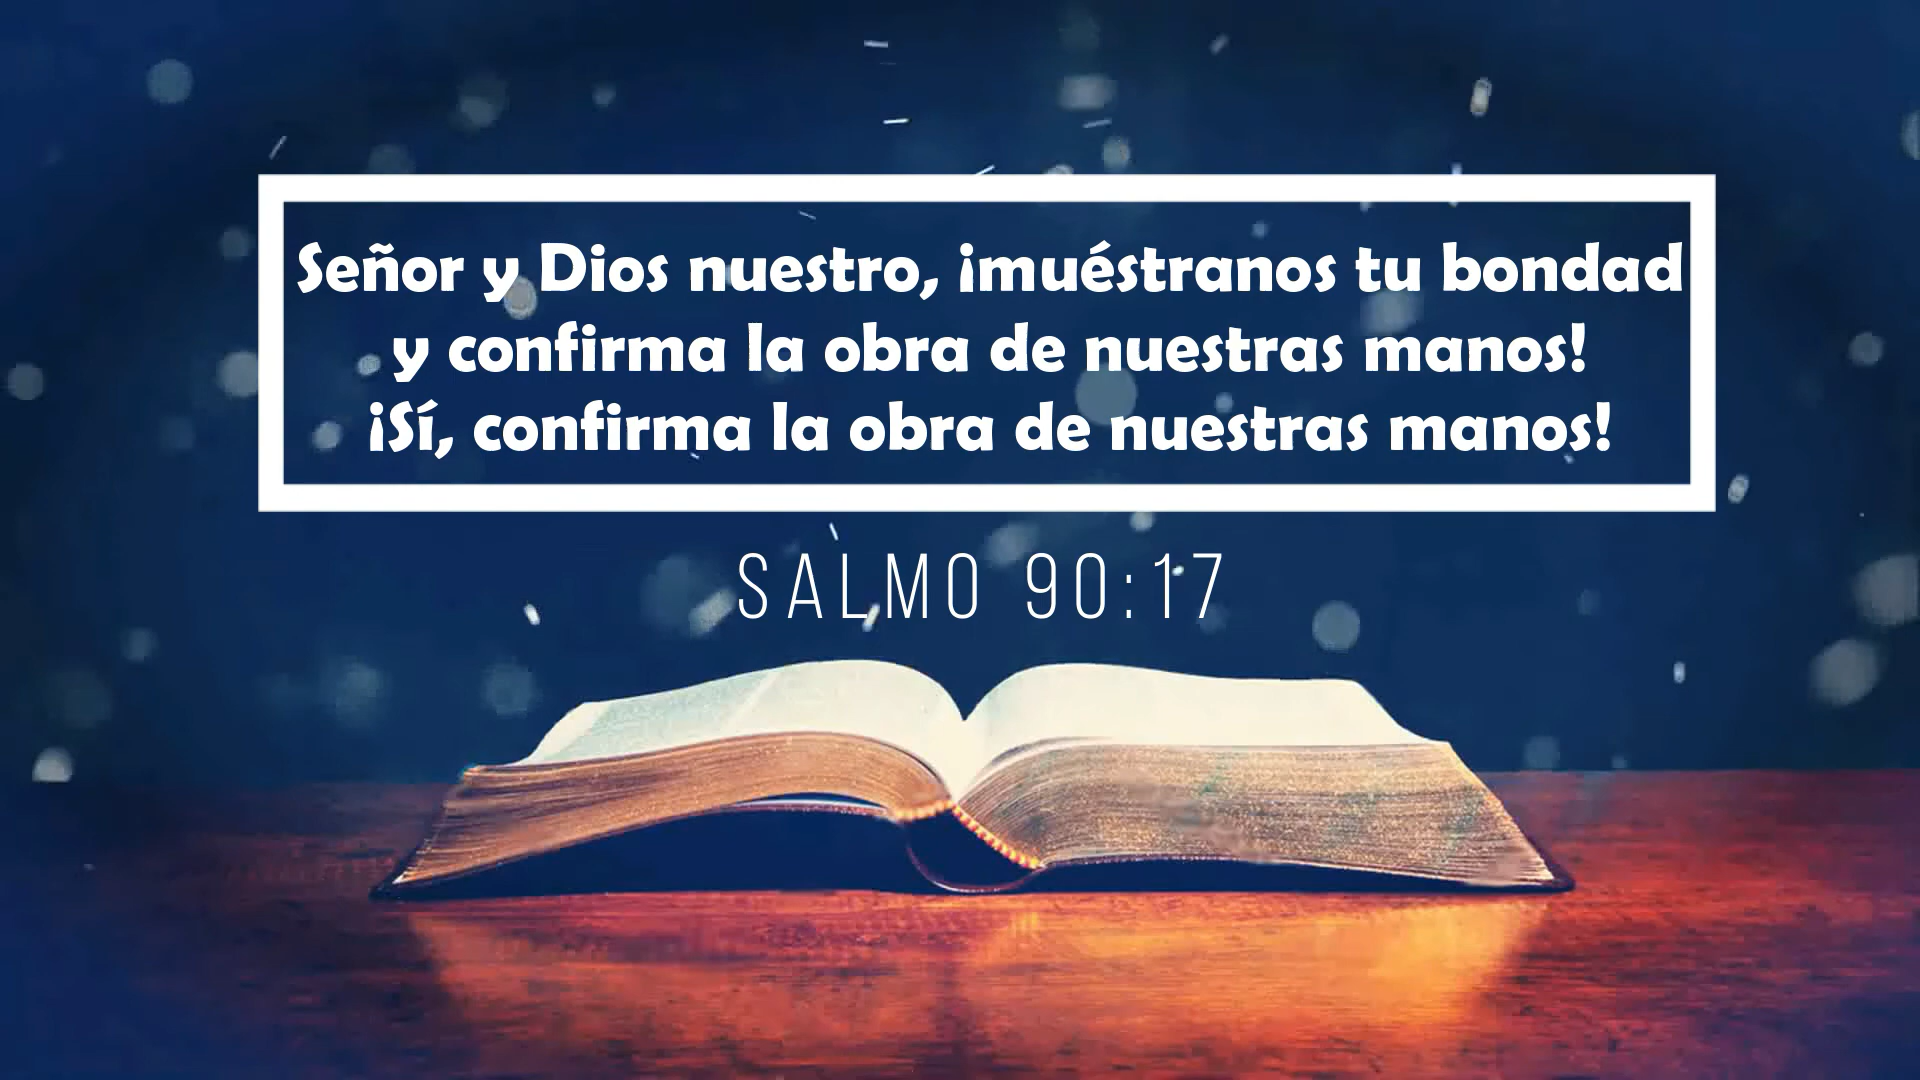 Señor y Dios nuestro, ¡muéstranos tu bondad
y confirma la obra de nuestras manos!
¡Sí, confirma la obra de nuestras manos!
SALMO 90:17